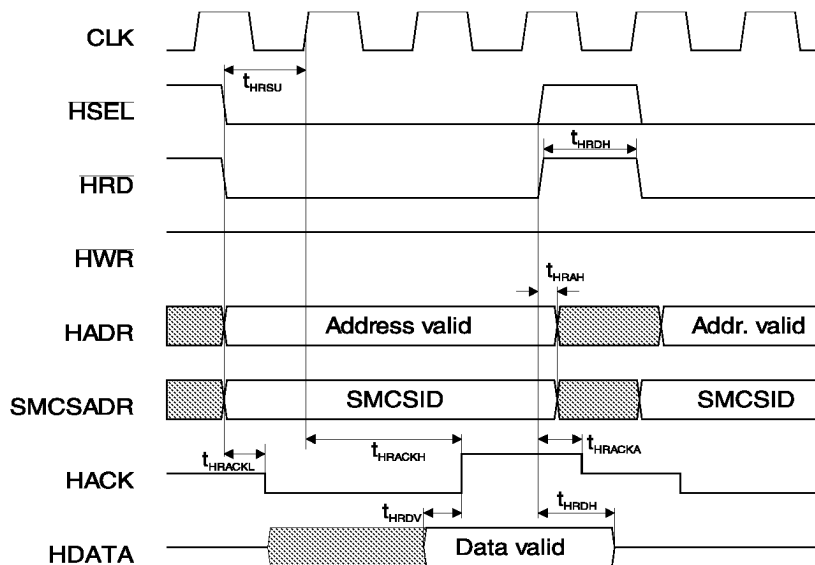 CLK
tHRSU
HSEL
tHRDH
HRD
HWR
tHRAH
HADR
Address valid
Addr. valid
SMCSADR
SMCSID
SMCSID
tHRACKL
tHRACKH
tHRACKA
HACK
tHRDV
tHRDH
HDATA
Data valid